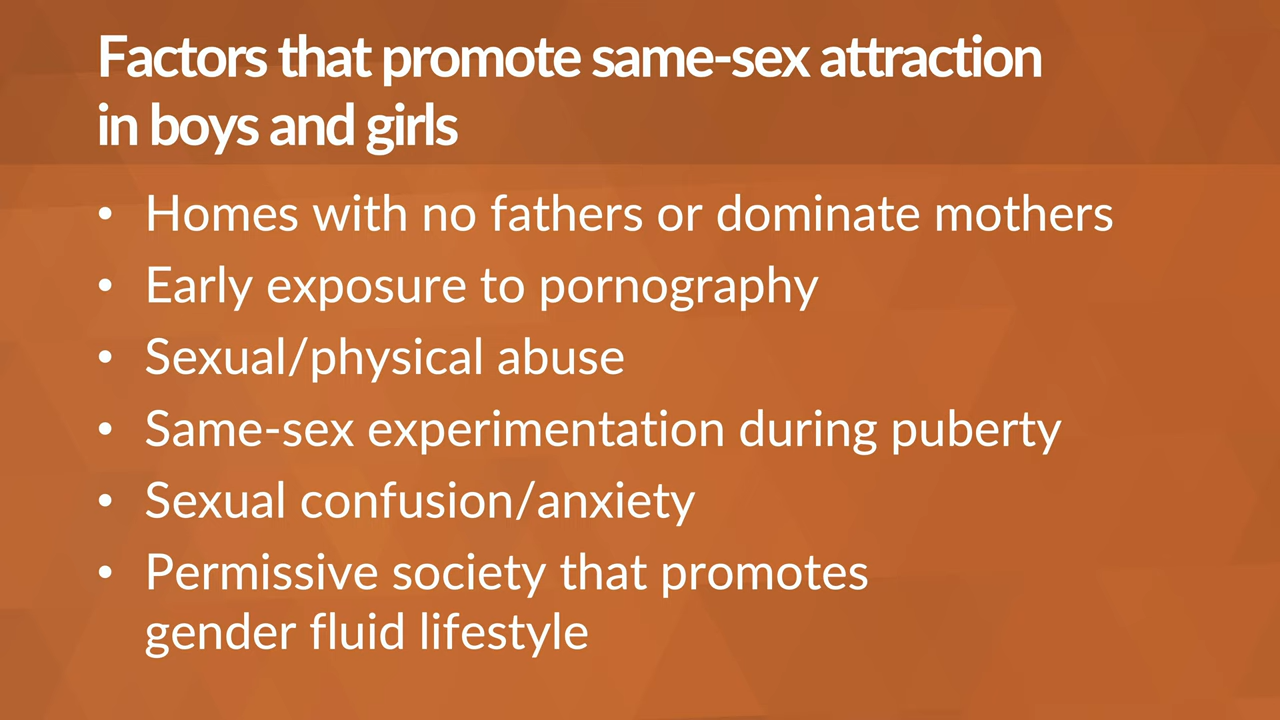 Factors that promote same-sex attraction
in boys and girls
• Homes with no fathers or dominate mothers
• Early exposure to pornography
• Sexual/physical abuse
• Same-sex experimentation during puberty
• Sexual confusion/anxiety
• Permissive society that promotes
gender fluid lifestyle